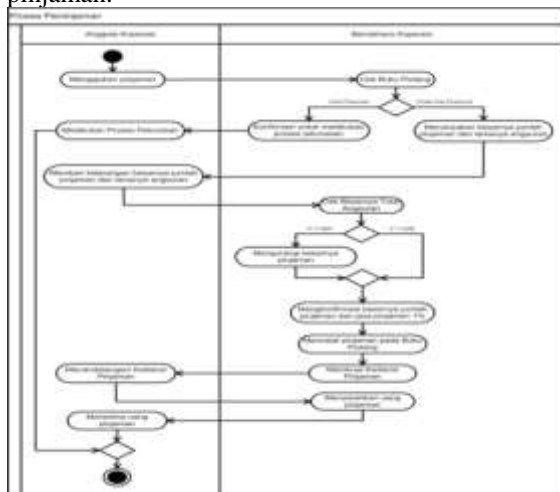 pinjaman.
Proses Peminjaman
Anggota Koperasi
Bendahara Koperasi
Mengajukan pinjaman
Cek Buku Piutang
Melakukan Proses Pelunasan
Konfirmasi untuk melakukan
proses pelunasan
Menanyakan besarnya jumlah
pinjaman dan lamanya angsuran
Memberi keterangan besarnya jumlah
pinjaman dan lamanya angsuran
Cek Besarnya Total
Angsuran
Mengurangi besarnya
pinjaman
Mengkonfirmasi besarnya jumlah
pinjaman dan jasa pinjaman 1%
Mencatat pinjaman pada Buku
Piutang
Membuat Kwitansi
Pinjaman
Menandatangani Kwitansi
Pinjaman
Menyerahkan uang
pinjaman
Menerima uang
pinjaman